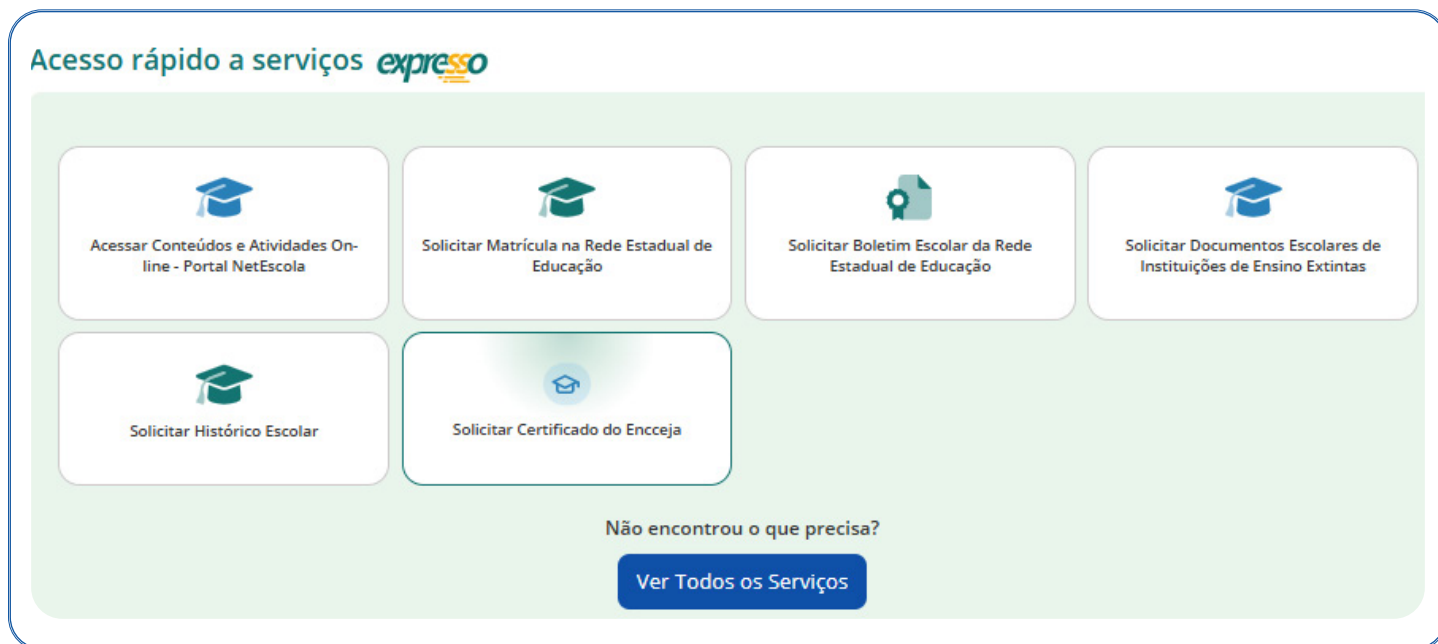 Acesso rápido a serviços expresso
Acessar Conteúdos e Atividades On-
line - Portal NetEscola
Solicitar Matrícula na Rede Estadual de
Educação
Solicitar Boletim Escolar da Rede
Estadual de Educação
Solicitar Documentos Escolares de
Instituições de Ensino Extintas
Solicitar Histórico Escolar
Solicitar Certificado do Encceja
Não encontrou o que precisa?
Ver Todos os Serviços